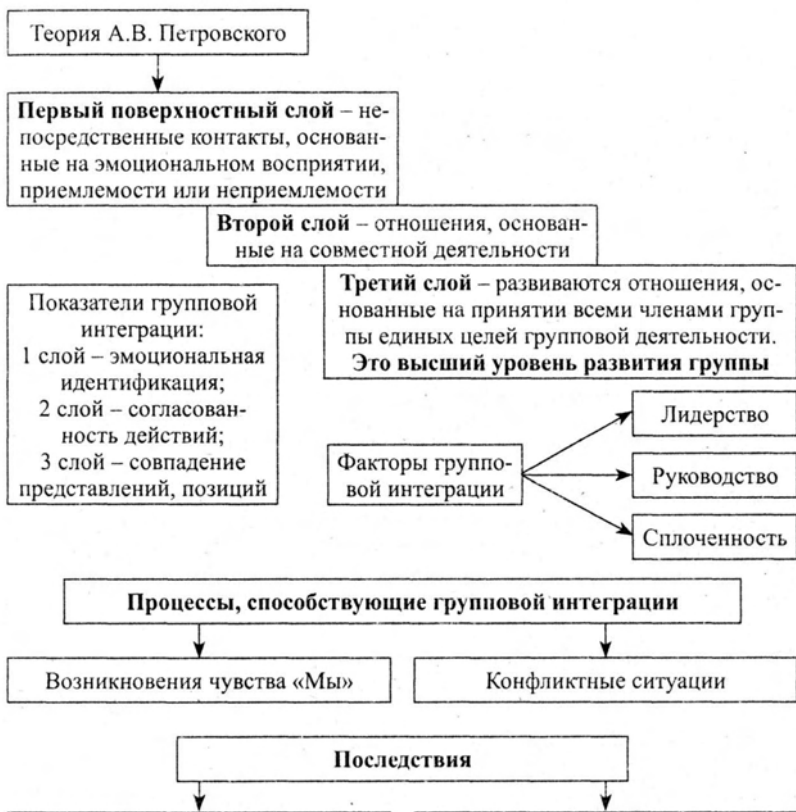 Теория А.В. Петровского
Первый поверхностный слой – не-
посредственные контакты, основан-
ные на эмоциональном восприятии,
приемлемости или неприемлемости
Второй слой – отношения, основан-
ные на совместной деятельности
Третий слой – развиваются отношения, ос-
нованные на принятии всеми членами груп-
пы единых целей групповой деятельности.
Это высший уровень развития группы
Показатели групповой
интеграции:
1 слой – эмоциональная
идентификация;
2 слой – согласован-
ность действий;
3 слой – совпадение
представлений, позиций
Факторы группо-
вой интеграции
Лидерство
Руководство
Сплоченность
Процессы, способствующие групповой интеграции
Возникновения чувства «Мы»
Конфликтные ситуации
Последствия